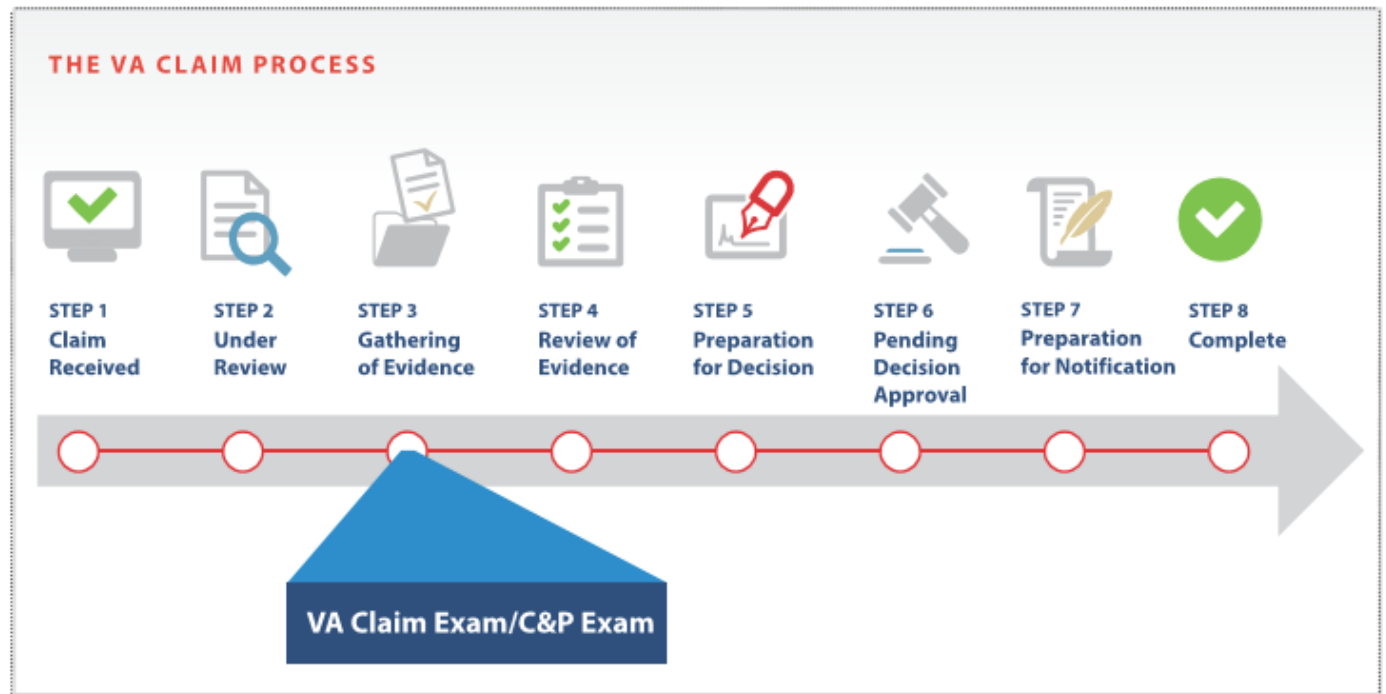 THE VA CLAIM PROCESS
STEP 1
Claim
Received
STEP 2
Under
Review
STEP 3
Gathering
of Evidence
STEP 4
Review of
Evidence
STEP 5
Preparation
for Decision
STEP 6
Pending
Decision
Approval
STEP 7
Preparation
for Notification
STEP 8
Complete
VA Claim Exam/C&P Exam